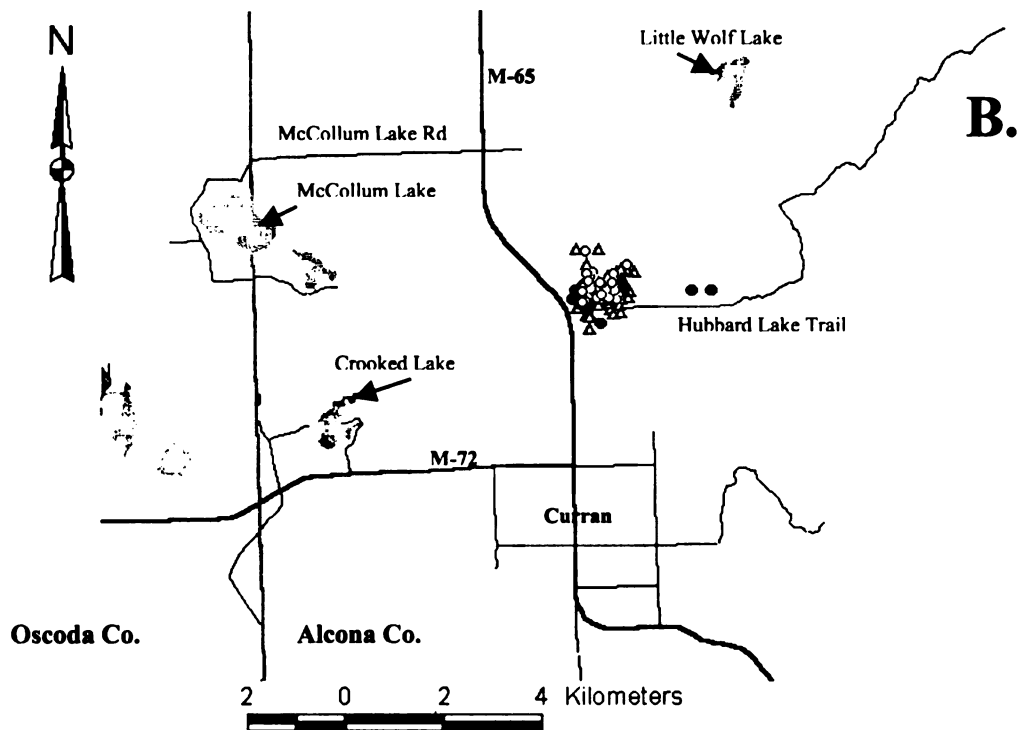 N
Little Wolf Lake
M-65
B.
McCollum Lake Rd
McCollum Lake
Hubbard Lake Trail
Crooked Lake
M-72
Curran
Oscoda Co.
Alcona Co.
2 0 2 4 Kilometers